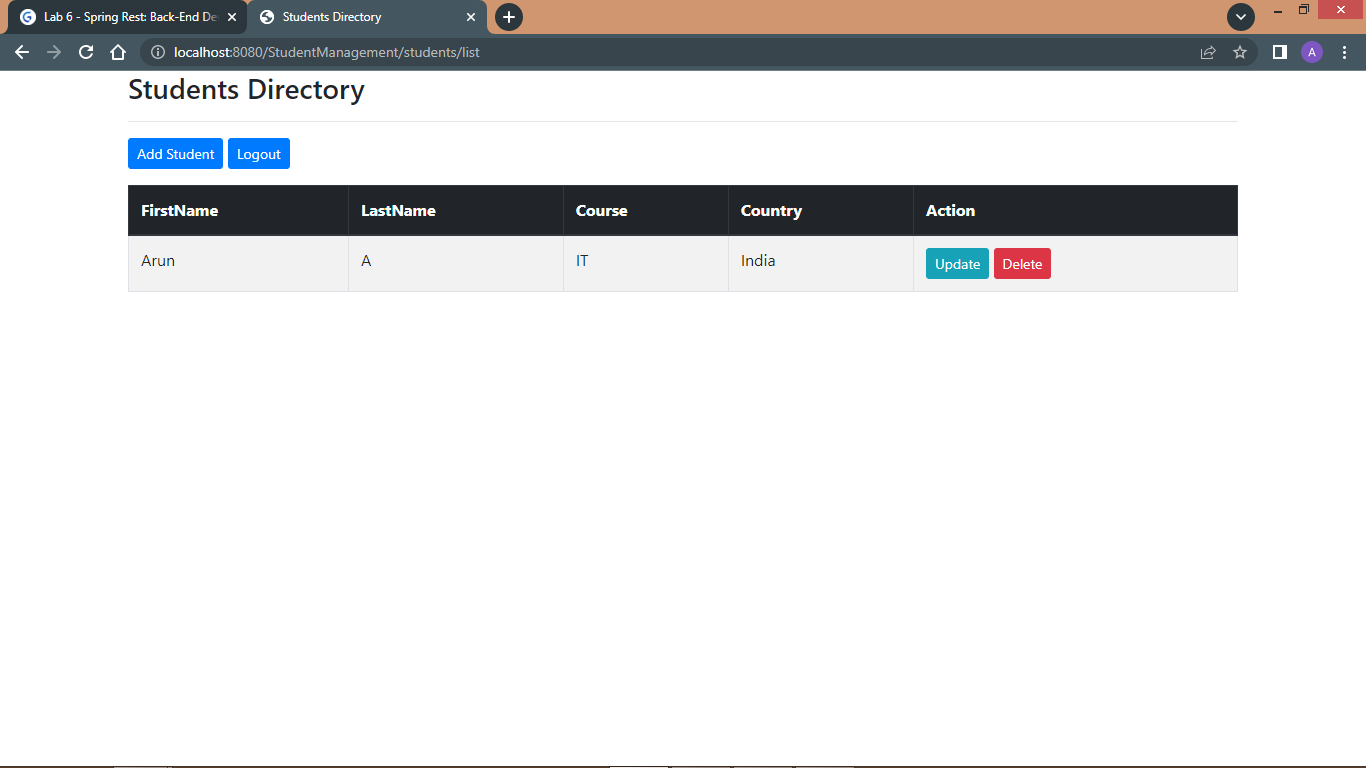 Lab 6 - Spring Rest: Back-End De
Students Directory
localhost:8080/StudentManagement/students/list
A
Students Directory
Add Student Logout
FirstName LastName Course Country Action
Arun A IT India Update Delete